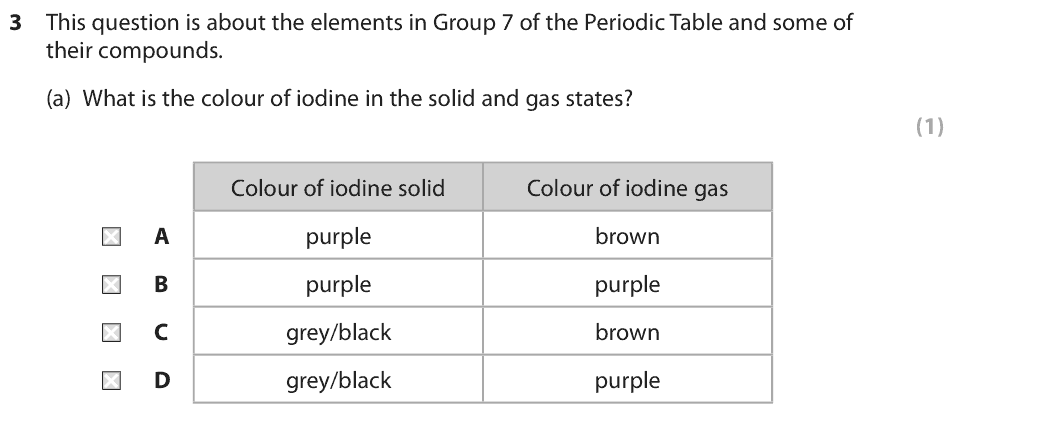 3 This question is about the elements in Group 7 of the Periodic Table and some of
their compounds.
(a) What is the colour of iodine in the solid and gas states?
(1)
Colour of iodine solid Colour of iodine gas
A purple brown
B purple purple
C grey/black brown
D grey/black purple